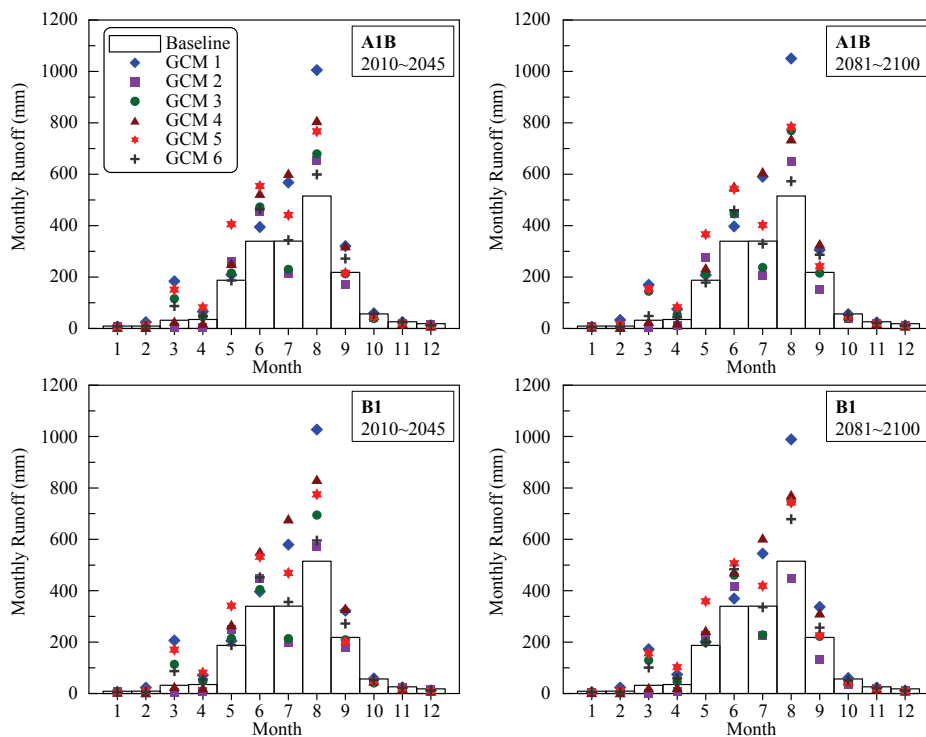 1200
1000
800
600
400
200
0
Monthly Runoff (mm)
Baseline
GCM 1
GCM 2
GCM 3
GCM 4
GCM 5
GCM 6
A1B
2010~2045
1 2 3 4 5 6 7 8 9 10 11 12
Month
1200
1000
800
600
400
200
0
Monthly Runoff (mm)
A1B
2081~2100
1 2 3 4 5 6 7 8 9 10 11 12
Month
1200
1000
800
600
400
200
0
Monthly Runoff (mm)
B1
2010~2045
1 2 3 4 5 6 7 8 9 10 11 12
Month
1200
1000
800
600
400
200
0
Monthly Runoff (mm)
B1
2081~2100
1 2 3 4 5 6 7 8 9 10 11 12
Month